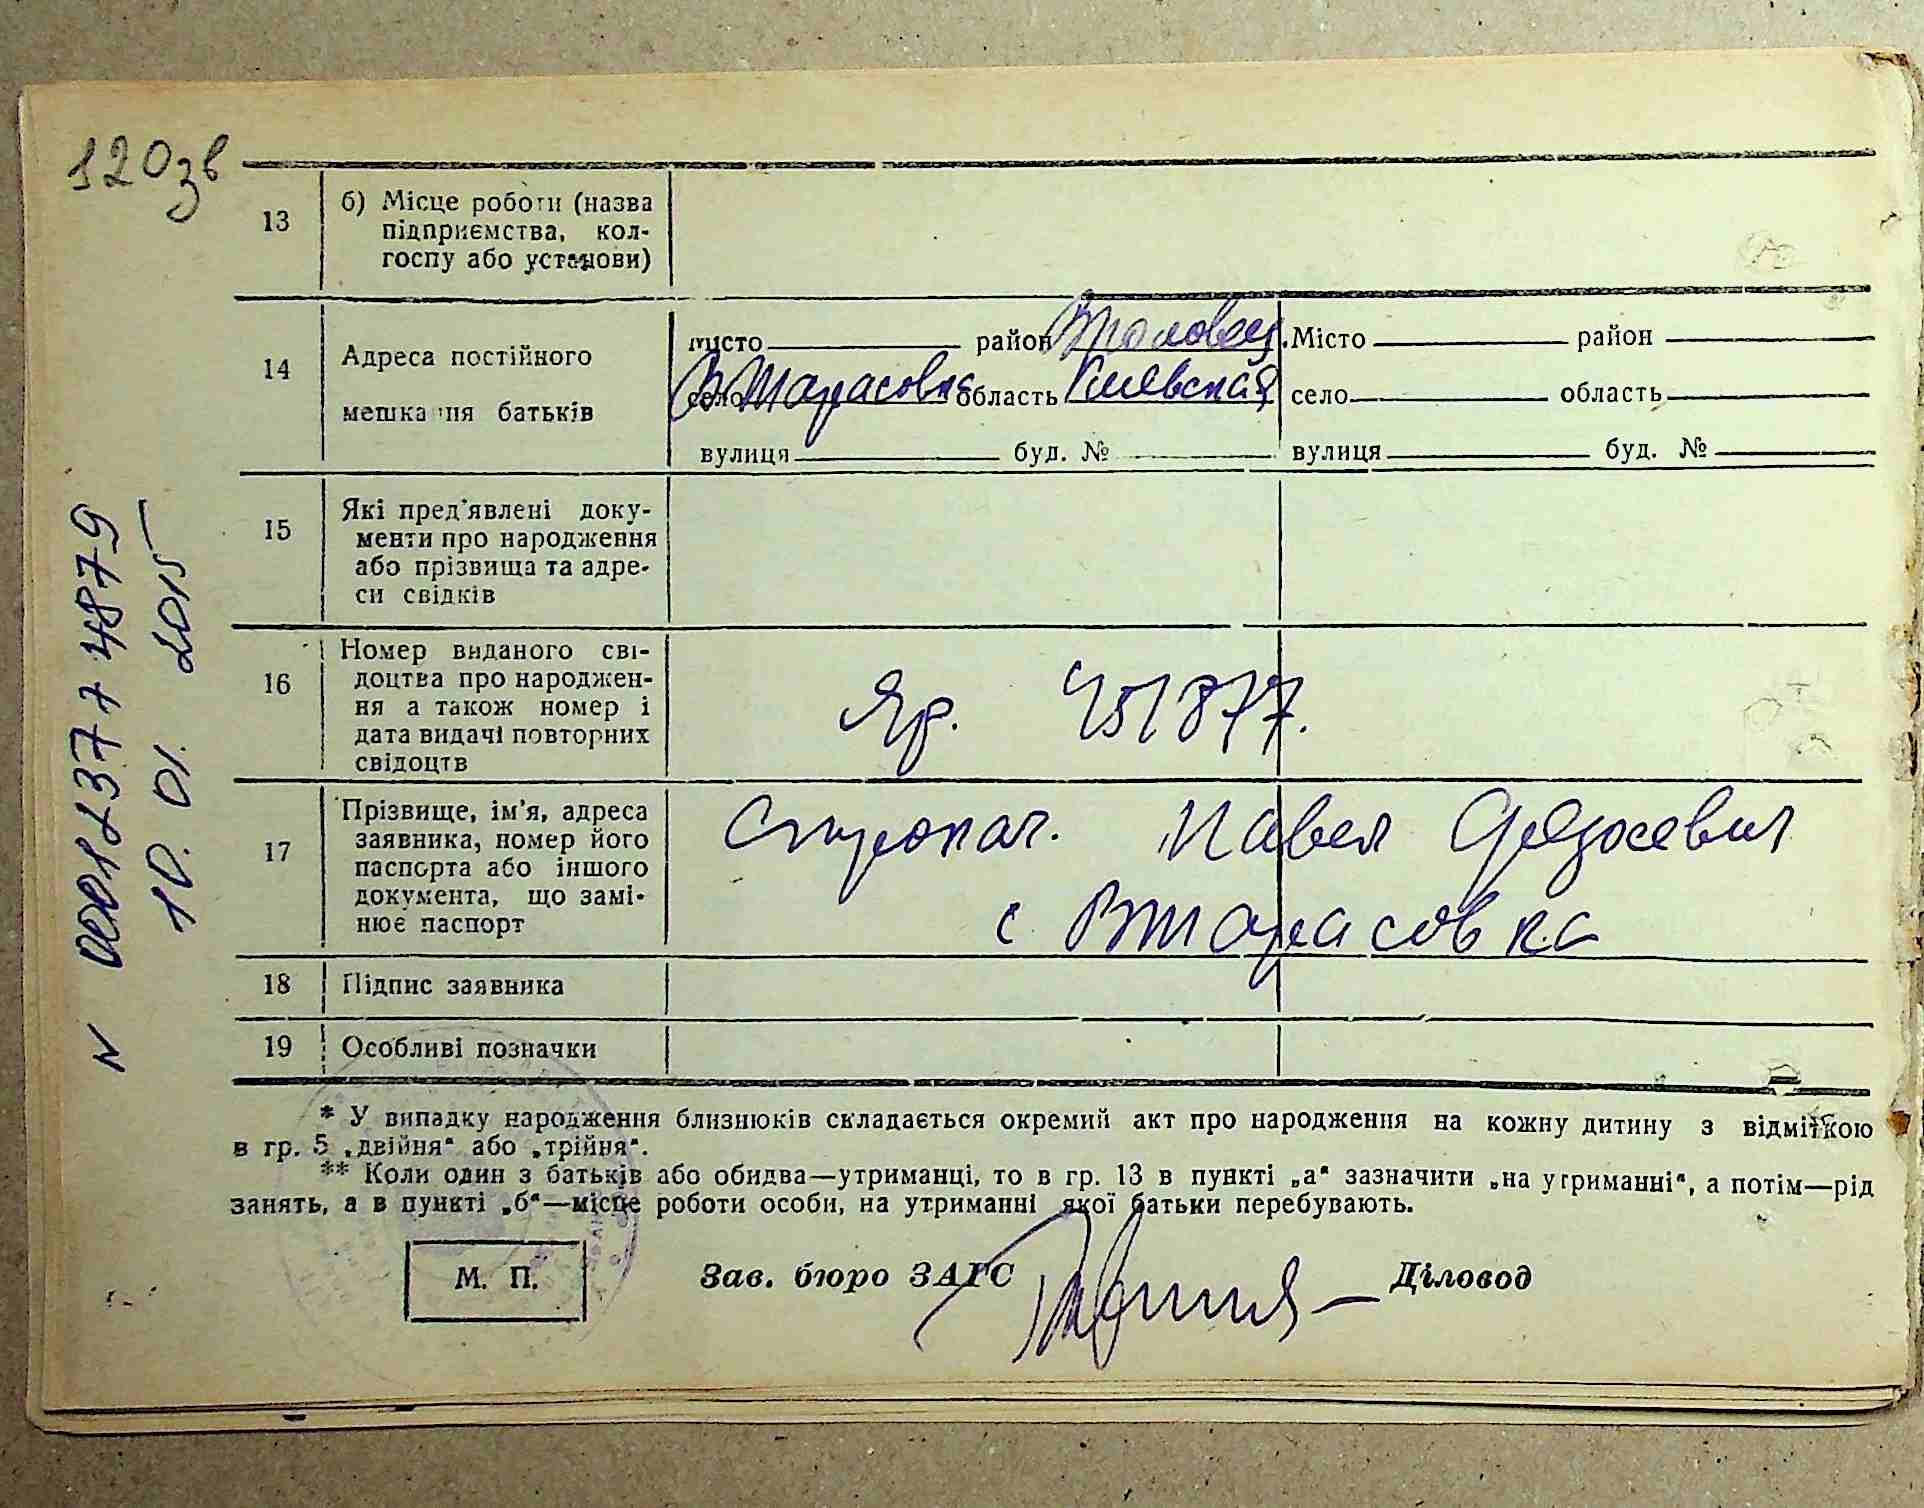 120зв
13 б) Місце роботи (назва
підприємства, кол-
госпу або установи)
14 Адреса постійного
мешкання батьків
місто район
В Тарасовка область Киевская
село
вулиця буд. №
Місто район
село область
вулиця буд. №
15 Які пред'явлені доку-
менти про народження
або прізвища та адре-
си свідків
16 Номер виданого сві-
доцтва про народжен-
ня а також номер і
дата видачі повторних
свідоцтв
Яр. 451877.
17 Прізвище, ім'я, адреса
заявника, номер його
паспорта або іншого
документа, що замі-
нює паспорт
Павел
с ВТарасовка
18 Підпис заявника
19 Особливі позначки
* У випадку народження близнюків складається окремий акт про народження на кожну дитину з відміткою
в гр. 5 „двійня“ або „трійня“.
** Коли один з батьків або обидва—утриманці, то в гр. 13 в пункті „а“ зазначити „на утриманні“, а потім—рід
занять, а в пункті „б“—місце роботи особи, на утриманні якої батьки перебувають.
М. П.
Зав. бюро ЗАГС Діловод
N 000123774879
10. 01. 2015